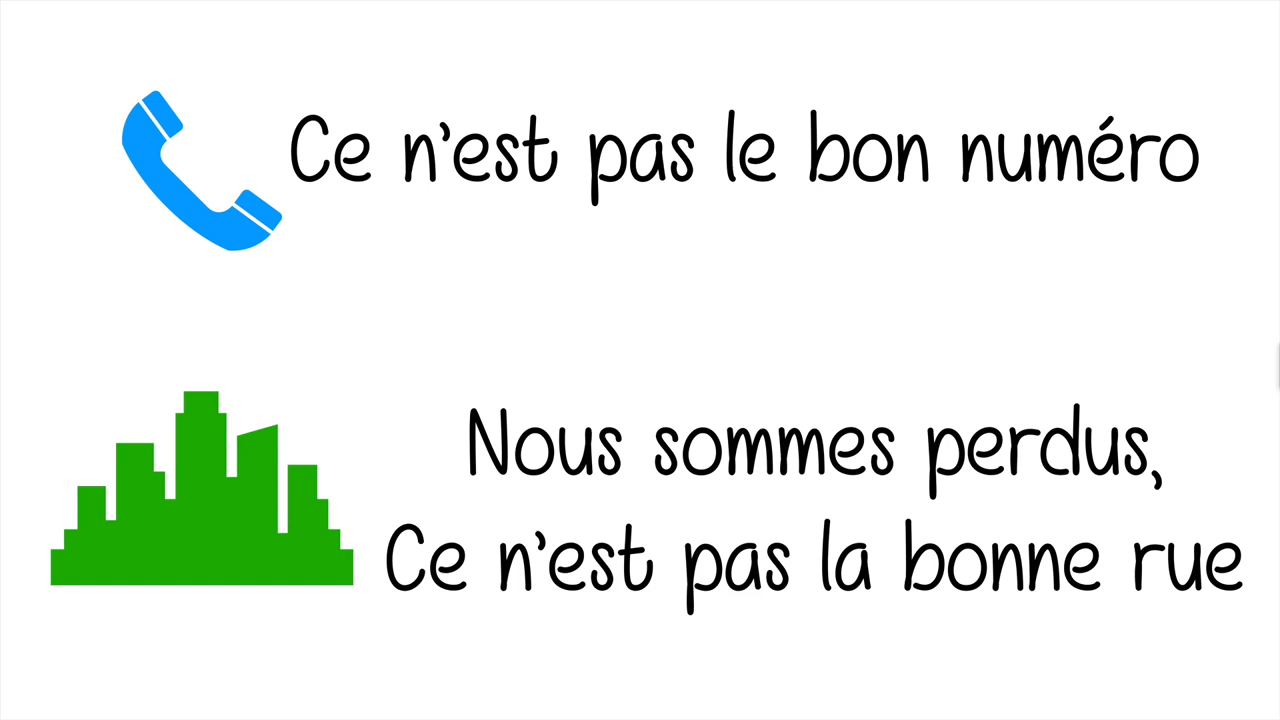 Ce n'est pas le bon numéro
Nous sommes perdus,
Ce n'est pas la bonne rue